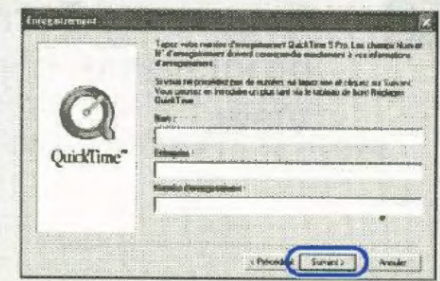 Enregistrement
Tapez votre numéro d'enregistrement QuickTime 5 Pro. Les champs Nom et
N° d'enregistrement doivent correspondre exactement à vos informations
d'enregistrement.
Si vous ne possédez pas de numéro, ne tapez rien et cliquez sur Suivant.
Vous pourrez en introduire un plus tard via le tableau de bord Réglages
QuickTime.
Nom :
Entreprise :
Numéro d'enregistrement :
QuickTime™
< Précédent
Suivant >
Annuler